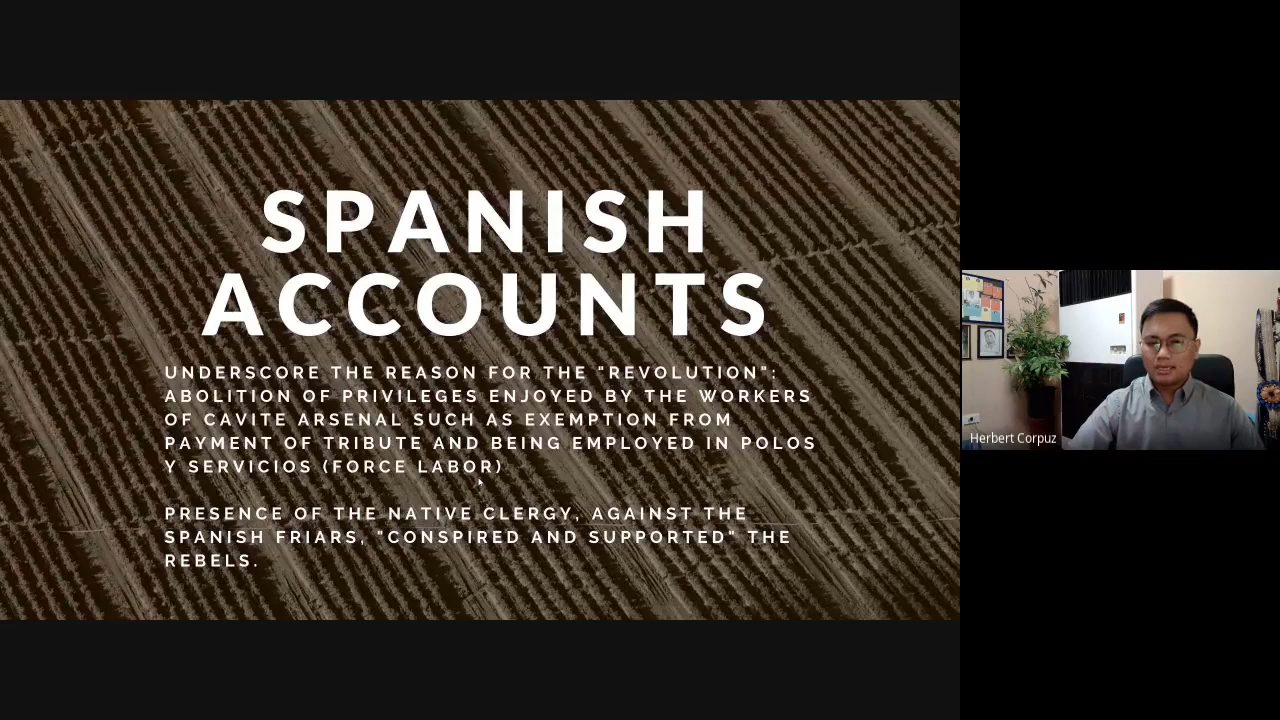 SPANISH
ACCOUNTS
UNDERSCORE THE REASON FOR THE "REVOLUTION":
ABOLITION OF PRIVILEGES ENJOYED BY THE WORKERS
OF CAVITE ARSENAL SUCH AS EXEMPTION FROM
PAYMENT OF TRIBUTE AND BEING EMPLOYED IN POLOS
Y SERVICIOS (FORCE LABOR)
PRESENCE OF THE NATIVE CLERGY, AGAINST THE
SPANISH FRIARS, "CONSPIRED AND SUPPORTED" THE
REBELS.
Herbert Corpuz